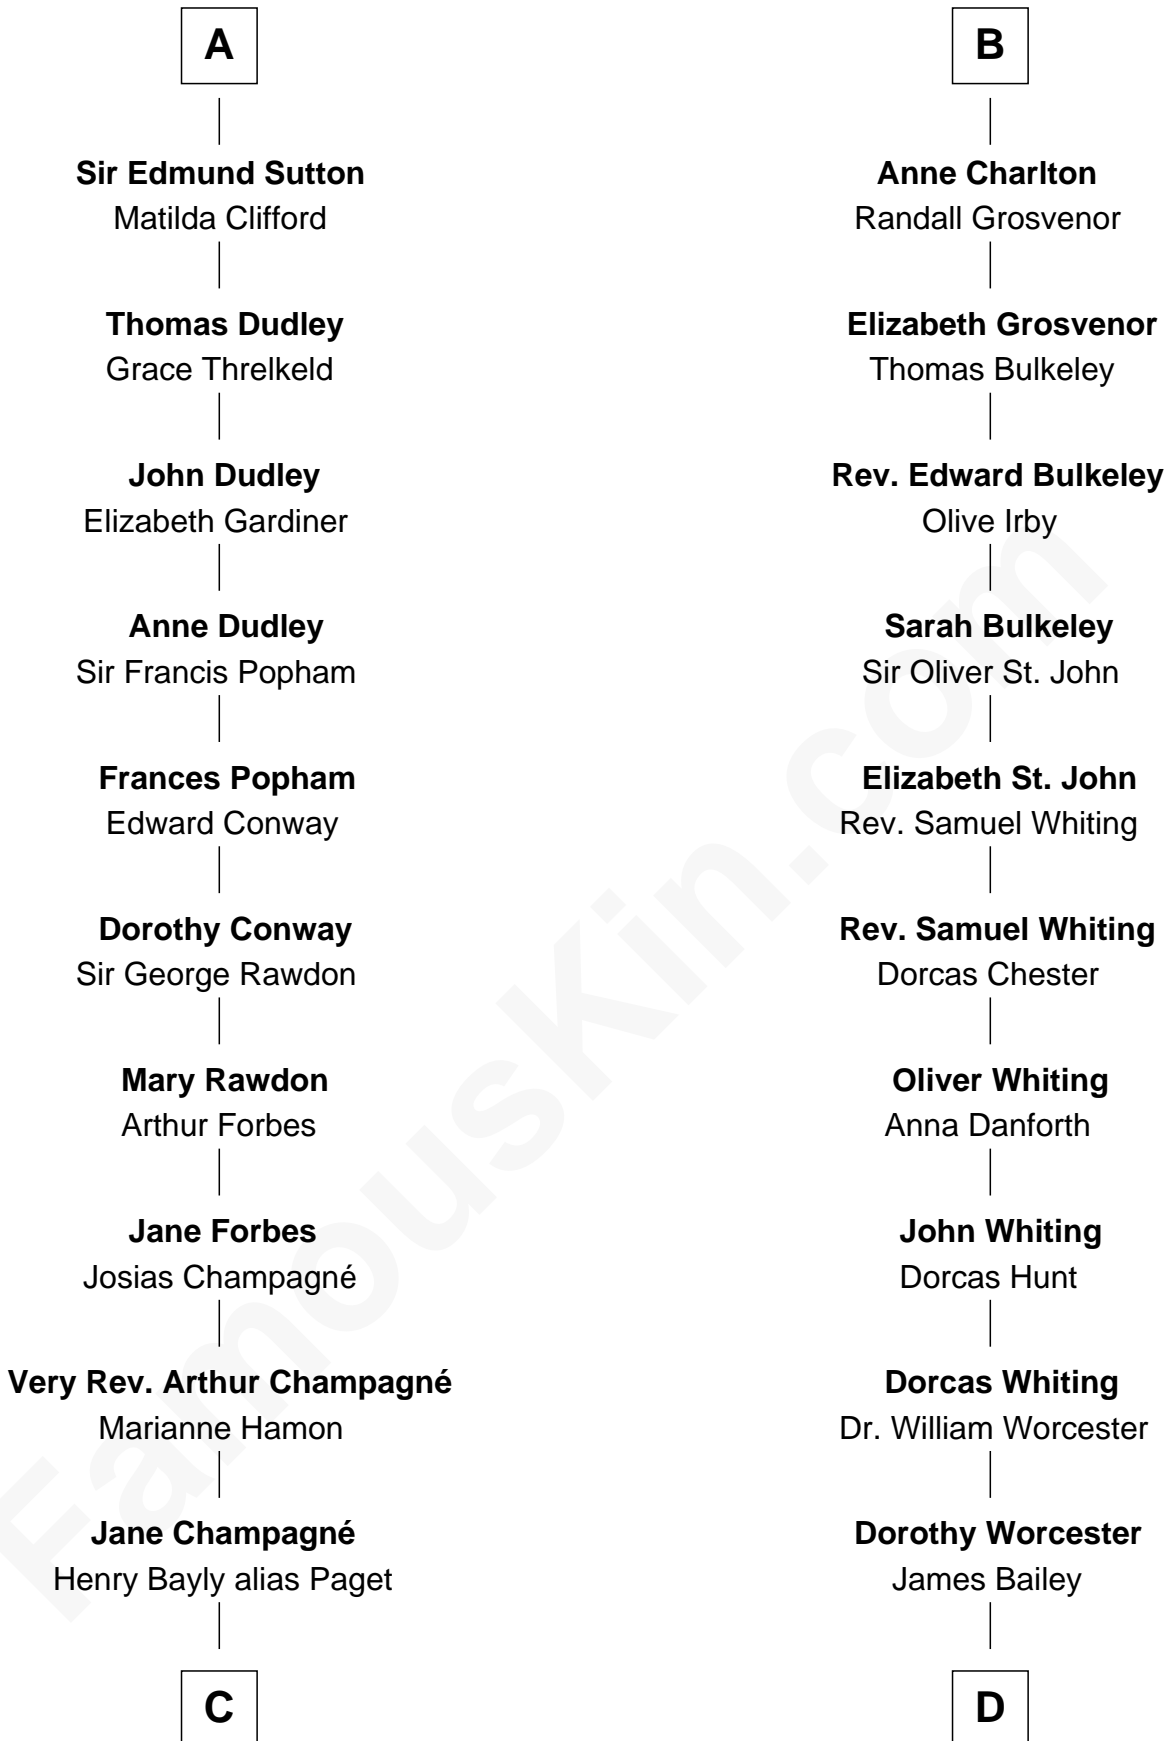 A
Sir Edmund Sutton
Matilda Clifford
Thomas Dudley
Grace Threlkeld
John Dudley
Elizabeth Gardiner
Anne Dudley
Sir Francis Popham
Frances Popham
Edward Conway
Dorothy Conway
Sir George Rawdon
Mary Rawdon
Arthur Forbes
Jane Forbes
Josias Champagné
Very Rev. Arthur Champagné
Marianne Hamon
Jane Champagné
Henry Bayly alias Paget
C
B
Anne Charlton
Randall Grosvenor
Elizabeth Grosvenor
Thomas Bulkeley
Rev. Edward Bulkeley
Olive Irby
Sarah Bulkeley
Sir Oliver St. John
Elizabeth St. John
Rev. Samuel Whiting
Rev. Samuel Whiting
Dorcas Chester
Oliver Whiting
Anna Danforth
John Whiting
Dorcas Hunt
Dorcas Whiting
Dr. William Worcester
Dorothy Worcester
James Bailey
D
FamousKin.com